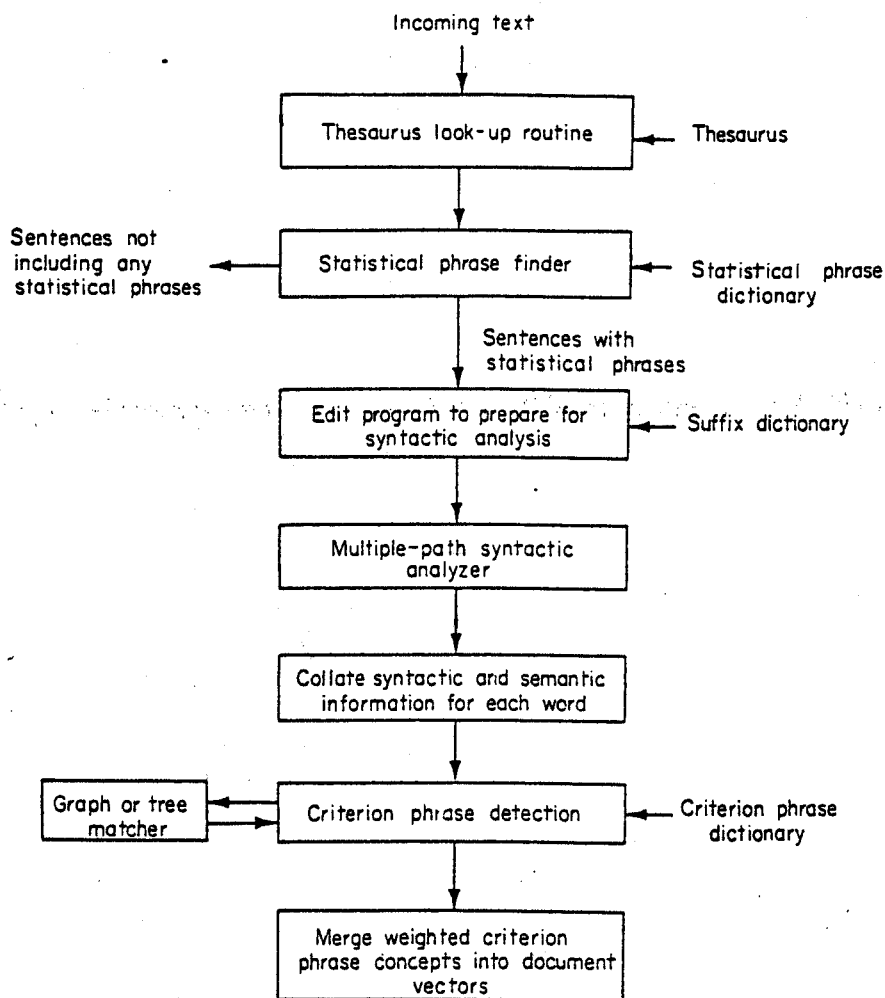 Incoming text
Thesaurus look-up routine
Thesaurus
Sentences not
including any
statistical phrases
Statistical phrase finder
Statistical phrase
dictionary
Sentences with
statistical phrases
Edit program to prepare for
syntactic analysis
Suffix dictionary
Multiple-path syntactic
analyzer
Collate syntactic and semantic
information for each word
Graph or tree
matcher
Criterion phrase detection
Criterion phrase
dictionary
Merge weighted criterion
phrase concepts into document
vectors